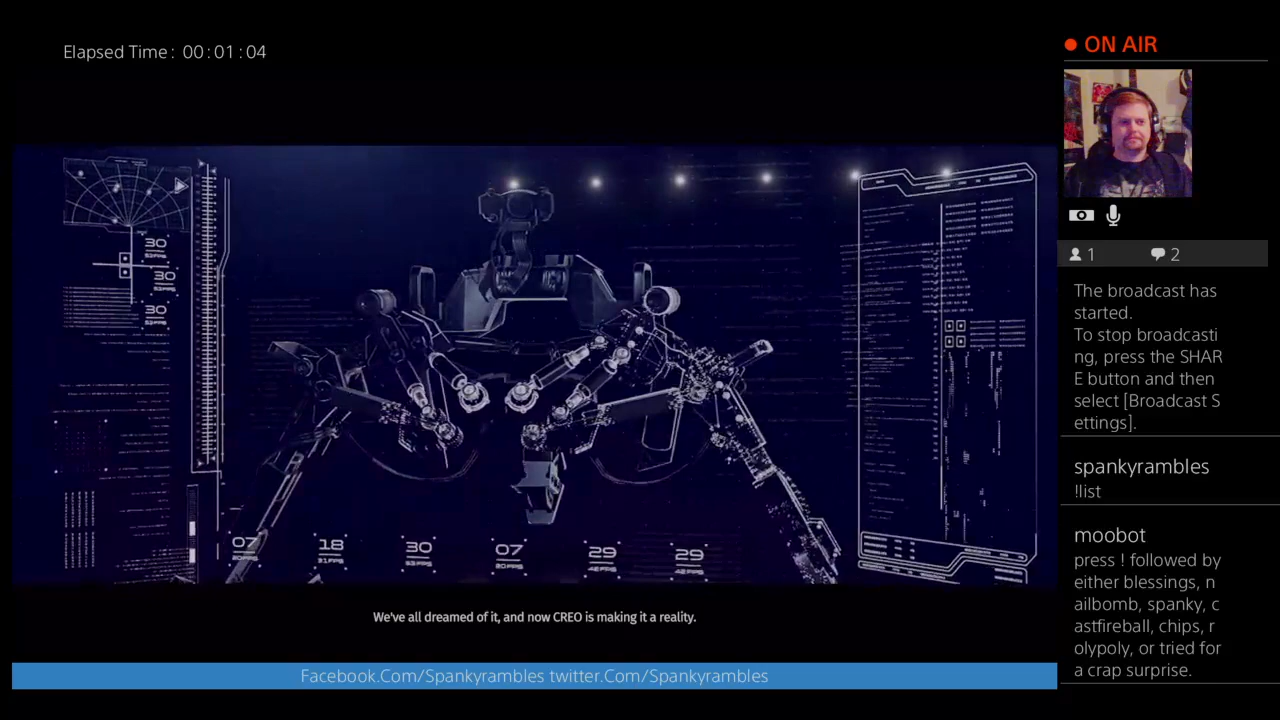 Elapsed Time: 00:01:04
ON AIR
1 2
The broadcast has
started.
To stop broadcasti
ng, press the SHAR
E button and then
select [Broadcast S
ettings].
spankyrambles
!list
moobot
press ! followed by
either blessings, n
ailbomb, spanky, c
astfireball, chips, r
olypoly, or tried for
a crap surprise.
30
30
30
07 18 30 07 29 29
We've all dreamed of it, and now CREO is making it a reality.
Facebook.Com/Spankyrambles twitter.Com/Spankyrambles